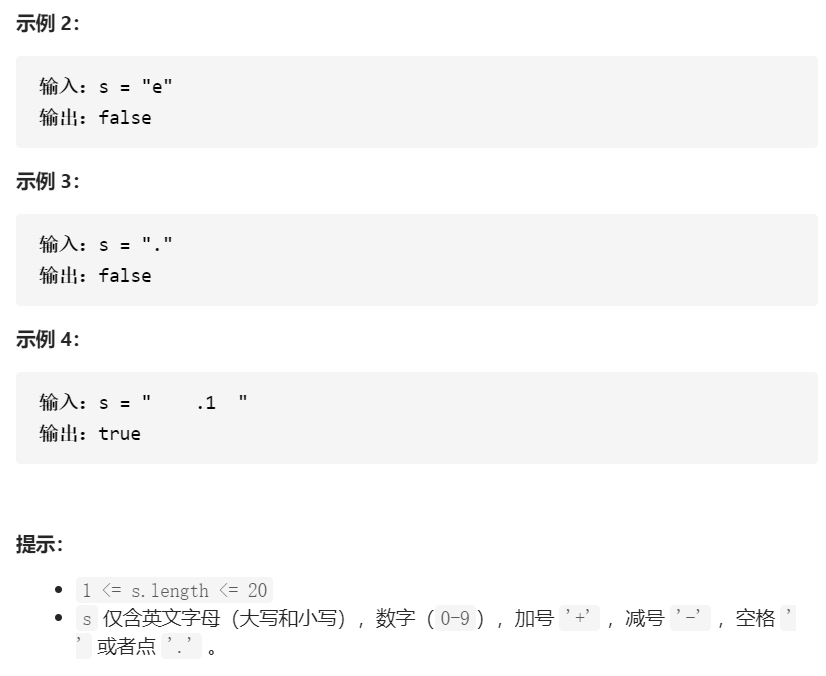 示例 2：
输入：s = "e"
输出：false
示例 3：
输入：s = "."
输出：false
示例 4：
输入：s = "    .1  "
输出：true
提示：
1 <= s.length <= 20
s 仅含英文字母（大写和小写），数字（0-9），加号 '+' ，减号 '-' ，空格 '
' 或者点 '.' 。